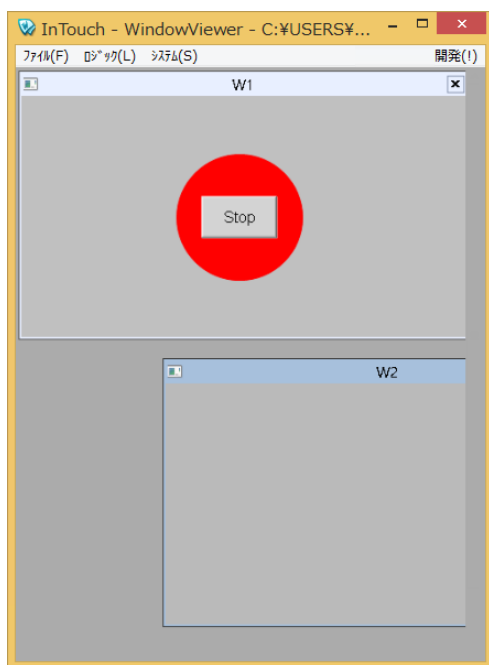 InTouch - WindowViewer - C:¥USERS¥...
ﾌｧｲﾙ(F) ﾛｼﾞｯｸ(L) ｼｽﾃﾑ(S) 開発(!)
W1
Stop
W2